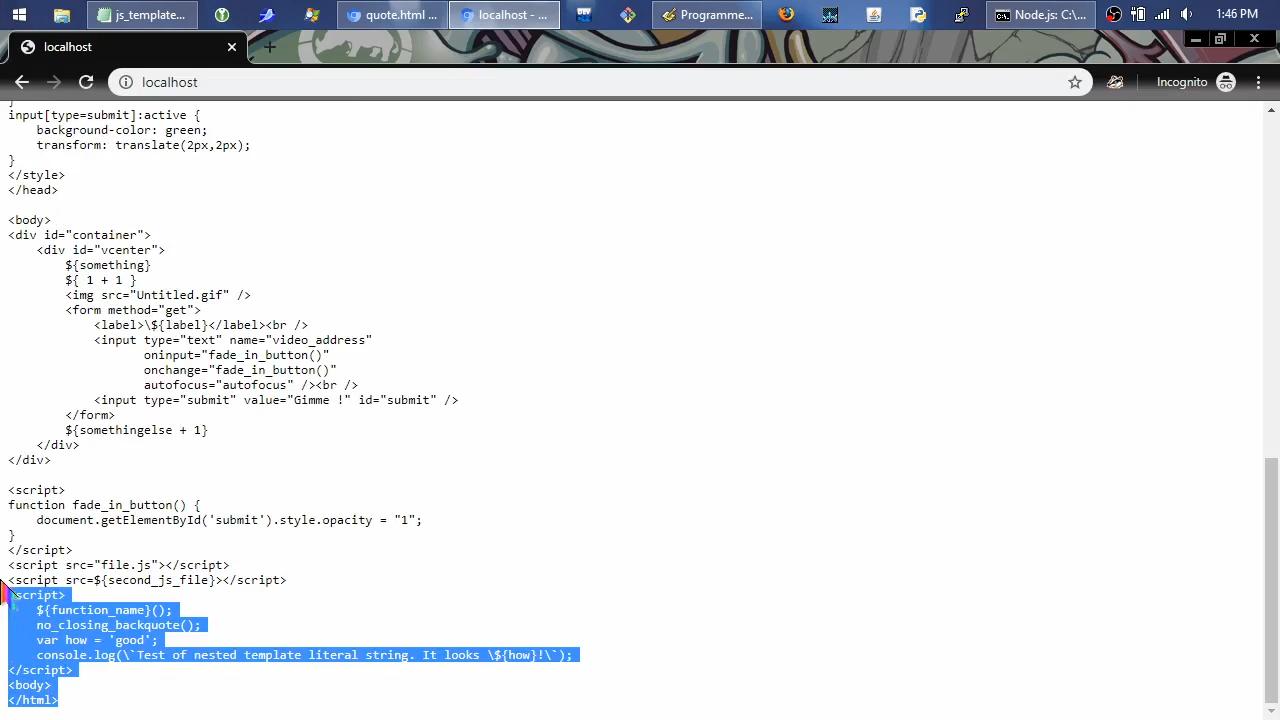 js_template...
quote.html ...
localhost - ...
Programme...
Node.js: C:\...
1:46 PM
localhost
localhost
Incognito
}
input[type=submit]:active {
    background-color: green;
    transform: translate(2px,2px);
}
</style>
</head>
<body>
<div id="container">
    <div id="vcenter">
        ${something}
        ${ 1 + 1 }
        <img src="Untitled.gif" />
        <form method="get">
            <label>\${label}</label><br />
            <input type="text" name="video_address"
                   oninput="fade_in_button()"
                   onchange="fade_in_button()"
                   autofocus="autofocus" /><br />
            <input type="submit" value="Gimme !" id="submit" />
        </form>
        ${somethingelse + 1}
    </div>
</div>
<script>
function fade_in_button() {
    document.getElementById('submit').style.opacity = "1";
}
</script>
<script src="file.js"></script>
<script src=${second_js_file}></script>
<script>
    ${function_name}();
    no_closing_backquote();
    var how = 'good';
    console.log(\`Test of nested template literal string. It looks \${how}!\`);
</script>
<body>
</html>